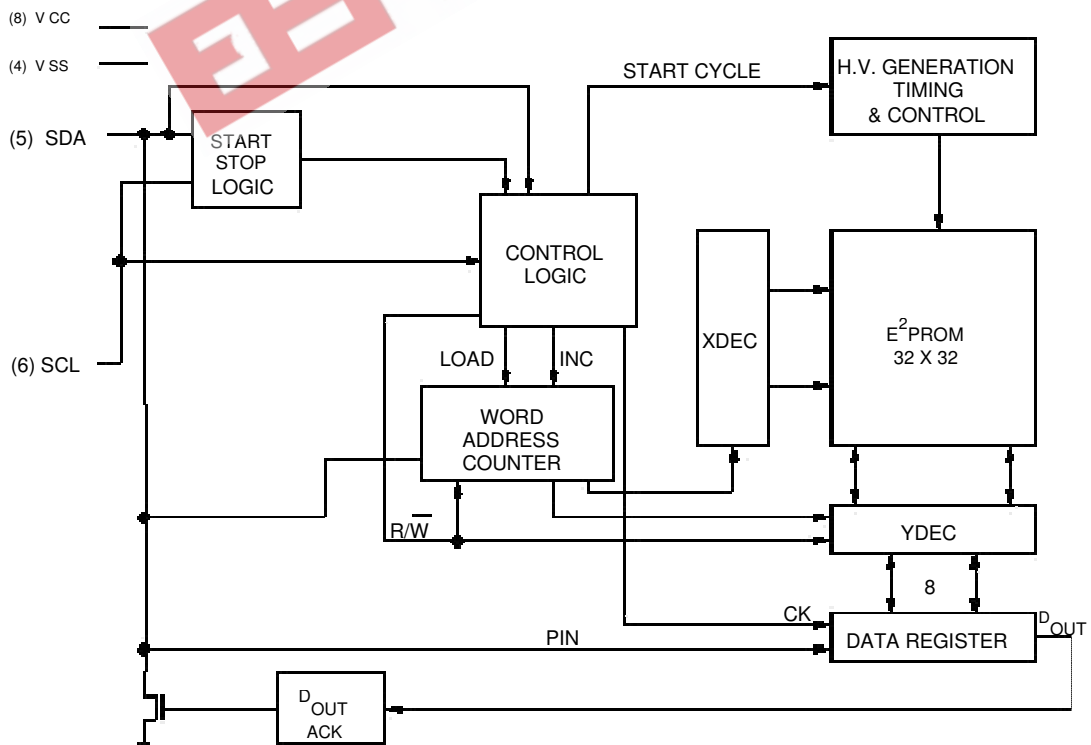 (8) V CC
(4) V SS
(5) SDA
(6) SCL
START
STOP
LOGIC
START CYCLE
H.V. GENERATION
TIMING
& CONTROL
CONTROL
LOGIC
XDEC
E²PROM
32 X 32
LOAD
INC
WORD
ADDRESS
COUNTER
R/W̅
YDEC
8
CK
PIN
DATA REGISTER
DOUT
DOUT
ACK